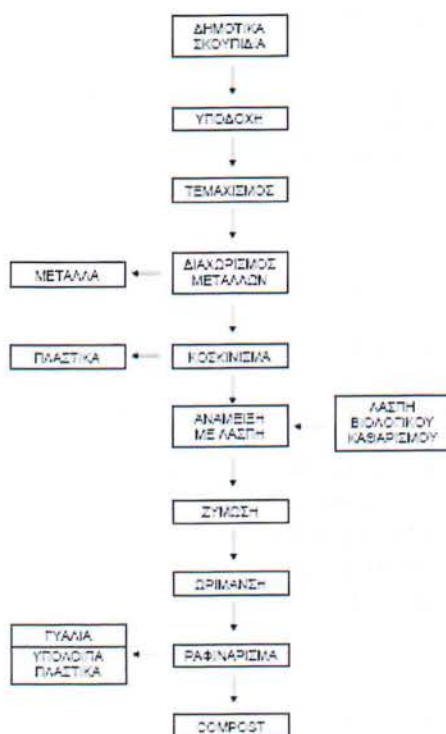 ΔΗΜΟΤΙΚΑ
ΣΚΟΥΠΙΔΙΑ
ΥΠΟΔΟΧΗ
ΤΕΜΑΧΙΣΜΟΣ
ΔΙΑΧΩΡΙΣΜΟΣ
ΜΕΤΑΛΛΩΝ
ΜΕΤΑΛΛΑ
ΚΟΣΚΙΝΙΣΜΑ
ΠΛΑΣΤΙΚΑ
ΑΝΑΜΕΙΞΗ
ΜΕ ΛΑΣΠΗ
ΛΑΣΠΗ
ΒΙΟΛΟΓΙΚΟΥ
ΚΑΘΑΡΙΣΜΟΥ
ΖΥΜΩΣΗ
ΩΡΙΜΑΝΣΗ
ΡΑΦΙΝΑΡΙΣΜΑ
ΓΥΑΛΙΑ
ΥΠΟΛΟΙΠΑ
ΠΛΑΣΤΙΚΑ
COMPOST